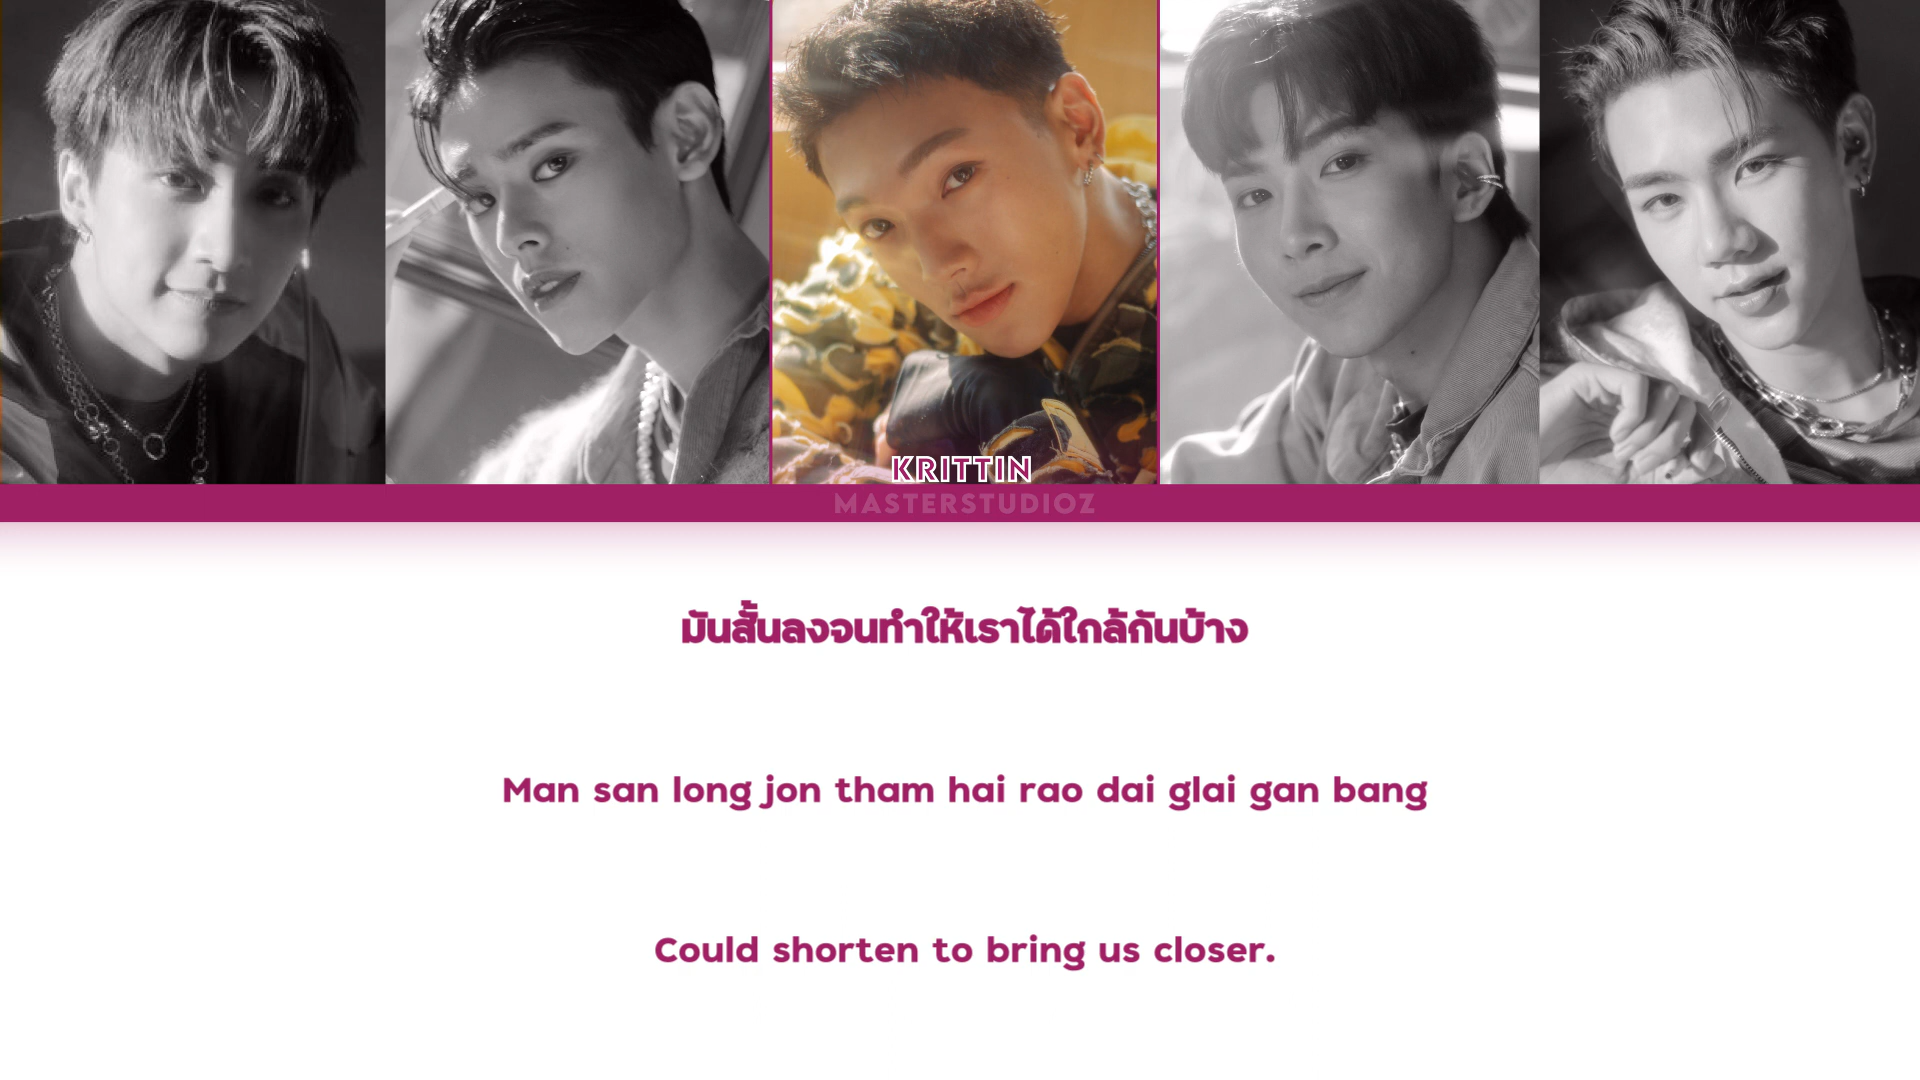 KRITTIN
MASTERSTUDIOZ
มันสั้นลงจนทำให้เราได้ใกล้กันบ้าง
Man san long jon tham hai rao dai glai gan bang
Could shorten to bring us closer.